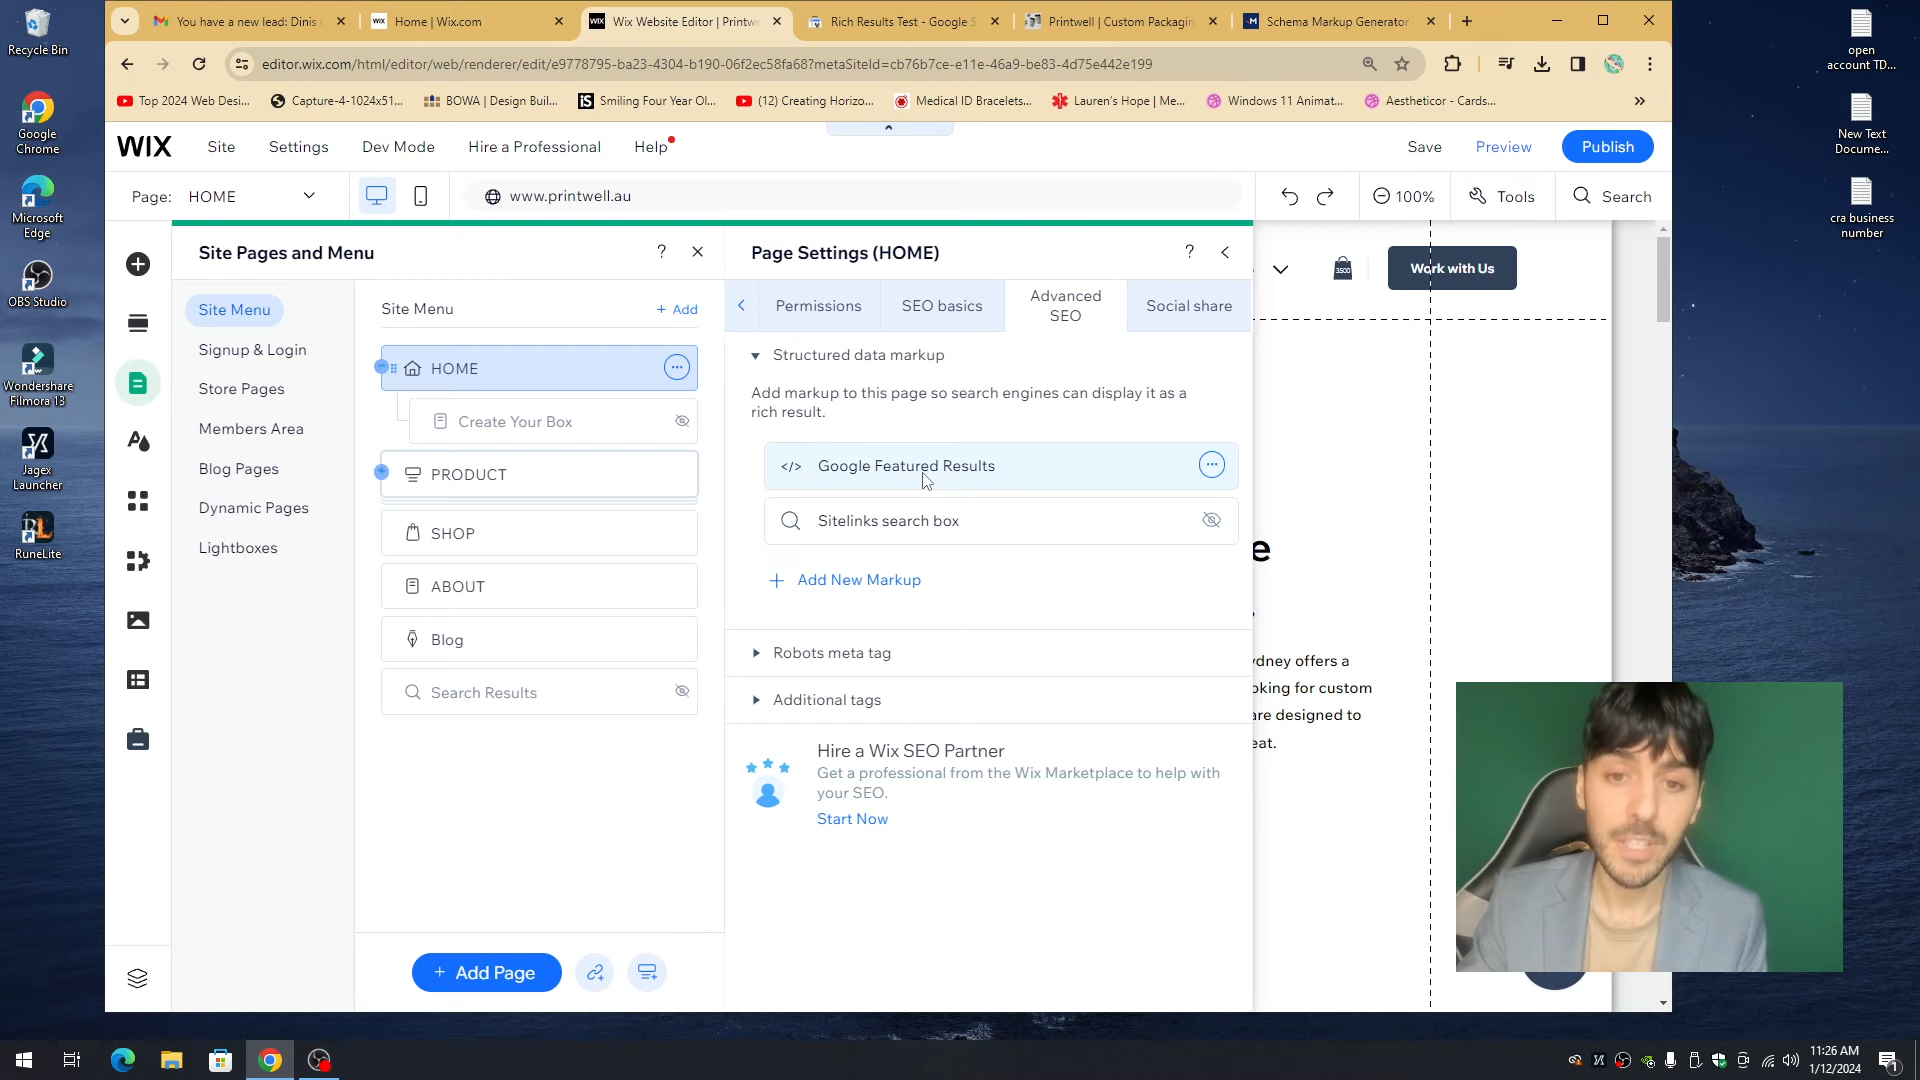 Recycle Bin
Google Chrome
Microsoft Edge
OBS Studio
Wondershare Filmora 13
Jagex Launcher
RuneLite
open account TD...
New Text Docume...
cra business number
You have a new lead: Dinis
Home | Wix.com
Wix Website Editor | Printwe
Rich Results Test - Google S
Printwell | Custom Packagin
Schema Markup Generator
editor.wix.com/html/editor/web/renderer/edit/e9778795-ba23-4304-b190-06f2ec58fa68?metaSiteId=cb76b7ce-e11e-46a9-be83-4d75e442e199
Top 2024 Web Desi...
Capture-4-1024x51...
BOWA | Design Buil...
Smiling Four Year Ol...
(12) Creating Horizo...
Medical ID Bracelets...
Lauren's Hope | Me...
Windows 11 Animat...
Aestheticor - Cards...
WIX
Site
Settings
Dev Mode
Hire a Professional
Help
Save
Preview
Publish
Page: HOME
www.printwell.au
100%
Tools
Search
Site Pages and Menu
?
Page Settings (HOME)
?
Site Menu
Signup & Login
Store Pages
Members Area
Blog Pages
Dynamic Pages
Lightboxes
Site Menu
+ Add
HOME
Create Your Box
PRODUCT
SHOP
ABOUT
Blog
Search Results
+ Add Page
Permissions
SEO basics
Advanced SEO
Social share
Structured data markup
Add markup to this page so search engines can display it as a
rich result.
</> Google Featured Results
Sitelinks search box
+ Add New Markup
Robots meta tag
Additional tags
Hire a Wix SEO Partner
Get a professional from the Wix Marketplace to help with
your SEO.
Start Now
3500
Work with Us
e
dney offers a
oking for custom
are designed to
eat.
11:26 AM
1/12/2024
1